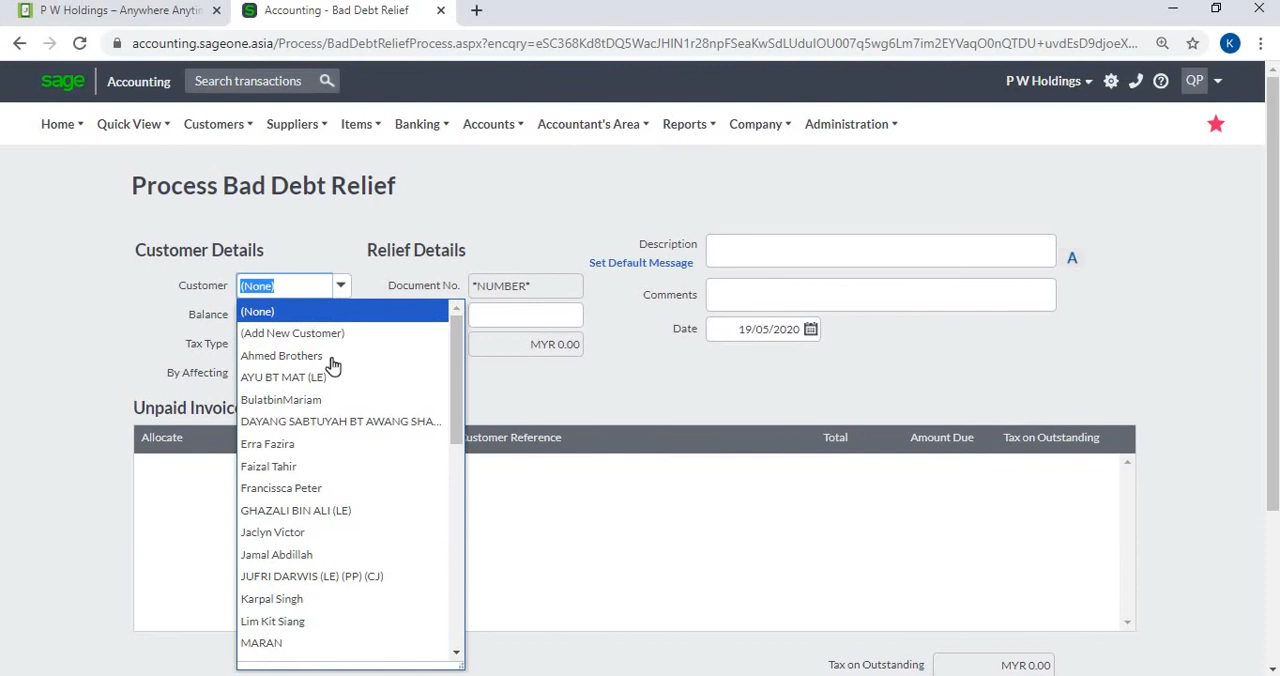 P W Holdings – Anywhere Anyti
Accounting - Bad Debt Relief
accounting.sageone.asia/Process/BadDebtReliefProcess.aspx?encqry=eSC368Kd8tDQ5WacJHIN1r28npFSeaKwSdLUduIOU007q5wg6Lm7im2EYVaqO0nQTDU+uvdEsD9djoeX...
K
sage Accounting Search transactions P W Holdings QP
Home Quick View Customers Suppliers Items Banking Accounts Accountant's Area Reports Company Administration
Process Bad Debt Relief
Customer Details
Relief Details
Description
Set Default Message
A
Customer (None)
Document No. *NUMBER*
Comments
Balance
Date 19/05/2020
Tax Type
MYR 0.00
By Affecting
(None)
(Add New Customer)
Ahmed Brothers
AYU BT MAT (LE)
BulatbinMariam
DAYANG SABTUYAH BT AWANG SHA...
Erra Fazira
Faizal Tahir
Francissca Peter
GHAZALI BIN ALI (LE)
Jaclyn Victor
Jamal Abdillah
JUFRI DARWIS (LE) (PP) (CJ)
Karpal Singh
Lim Kit Siang
MARAN
Unpaid Invoic
Allocate ustomer Reference Total Amount Due Tax on Outstanding
Tax on Outstanding MYR 0.00